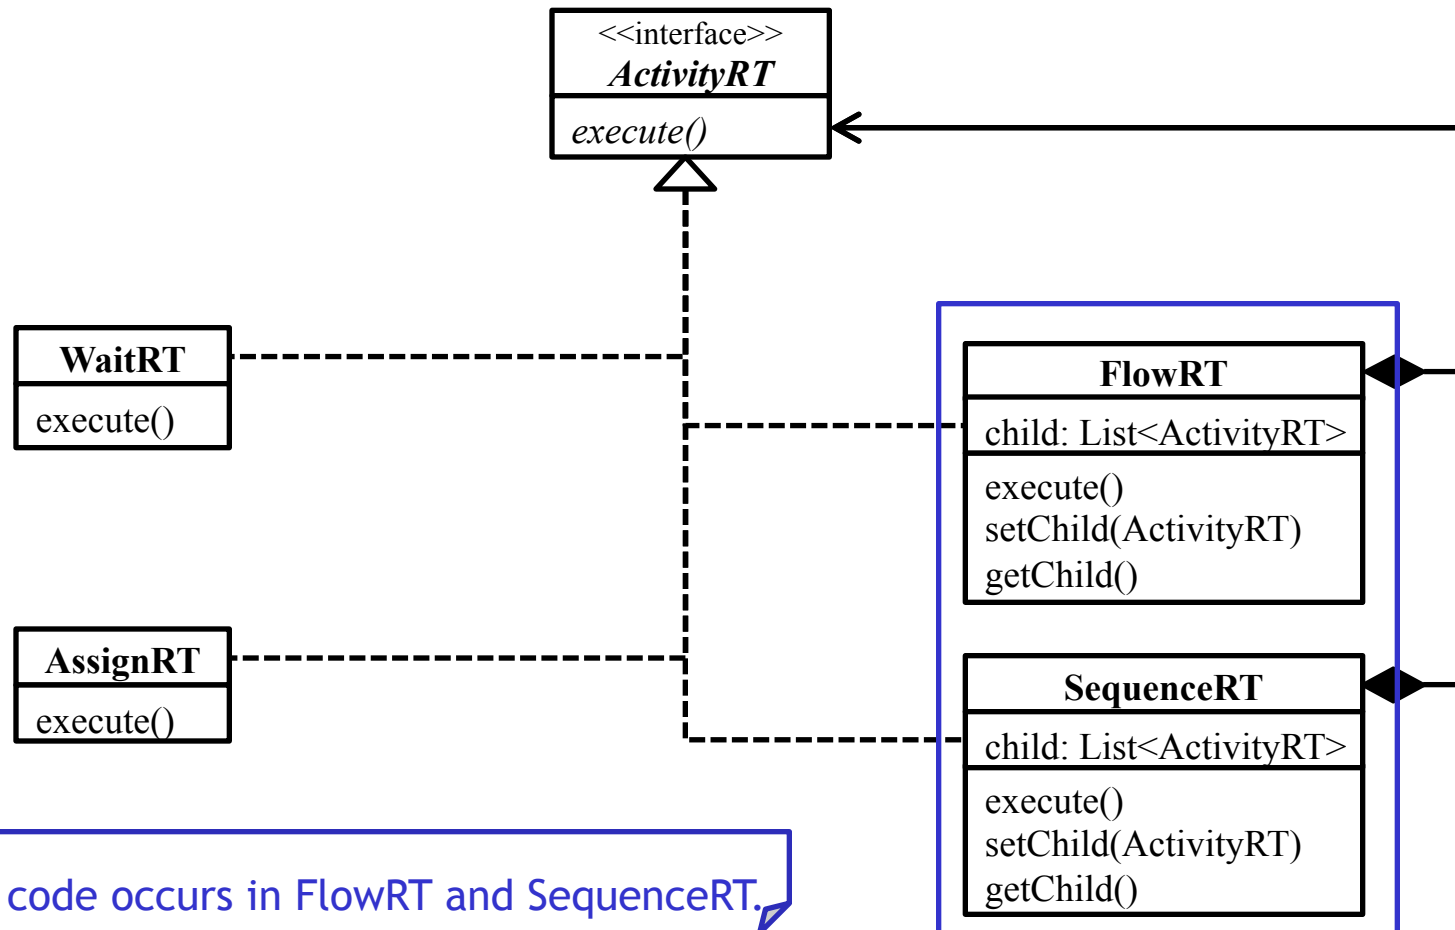 <<interface>>
ActivityRT
execute()
WaitRT
execute()
FlowRT
child: List<ActivityRT>
execute()
setChild(ActivityRT)
getChild()
AssignRT
execute()
SequenceRT
child: List<ActivityRT>
execute()
setChild(ActivityRT)
getChild()
code occurs in FlowRT and SequenceRT.